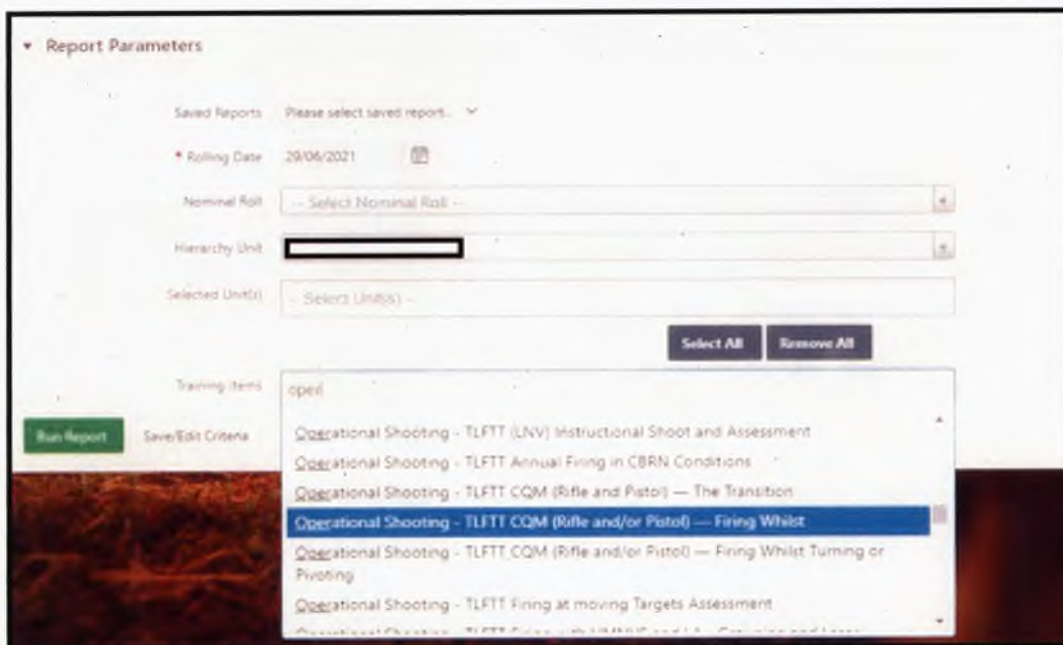 Report Parameters
Saved Reports Please select saved report..
* Rolling Date 29/06/2021
Nominal Roll -- Select Nominal Roll --
Hierarchy Unit
Selected Unit(s) -- Select Unit(s) --
Select All Remove All
Training items oper
Run Report Save/Edit Criteria
Operational Shooting - TLFTT (LNV) Instructional Shoot and Assessment
Operational Shooting - TLFTT Annual Firing in CBRN Conditions
Operational Shooting - TLFTT CQM (Rifle and Pistol) — The Transition
Operational Shooting - TLFTT CQM (Rifle and/or Pistol) — Firing Whilst
Operational Shooting - TLFTT CQM (Rifle and/or Pistol) — Firing Whilst Turning or
Pivoting
Operational Shooting - TLFTT Firing at moving Targets Assessment